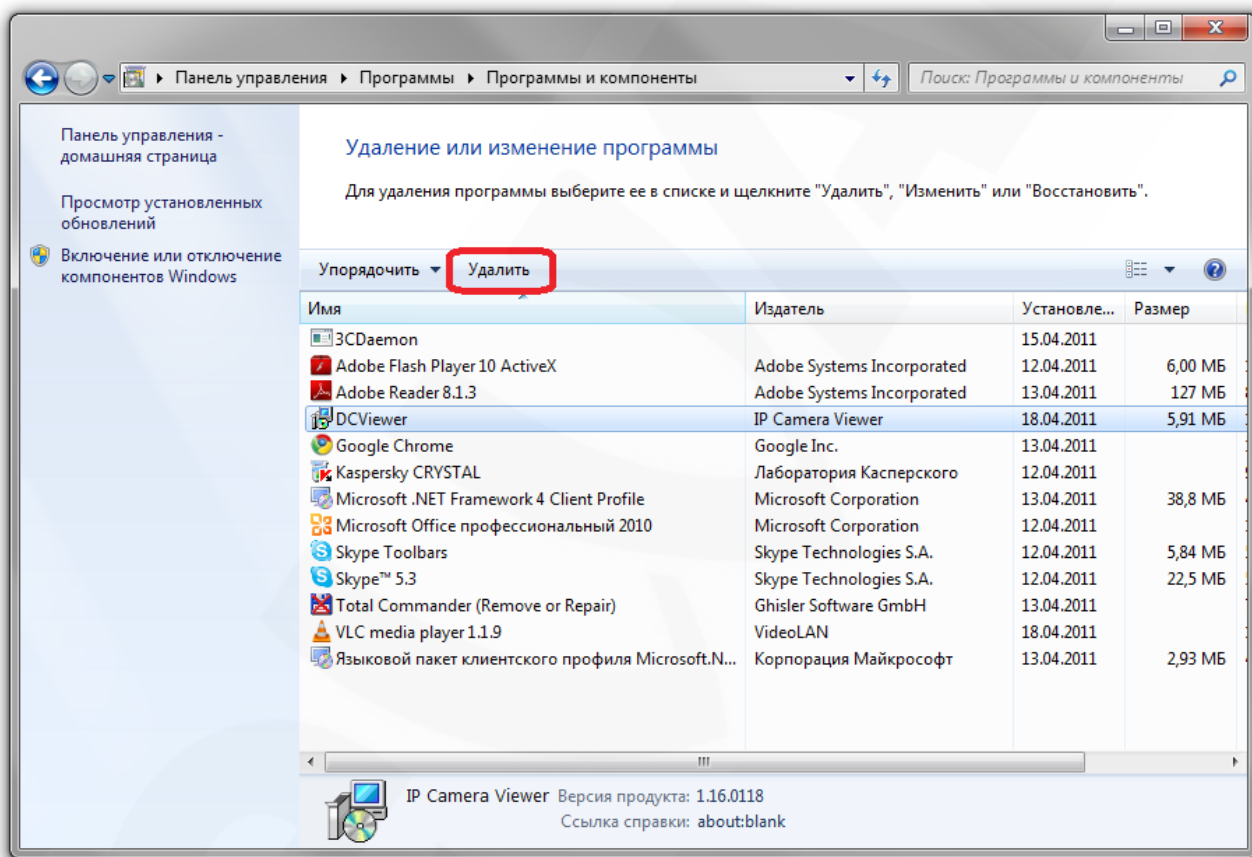 Панель управления ▸ Программы ▸ Программы и компоненты
Поиск: Программы и компоненты
Панель управления -
домашняя страница
Просмотр установленных
обновлений
Включение или отключение
компонентов Windows
Удаление или изменение программы
Для удаления программы выберите ее в списке и щелкните "Удалить", "Изменить" или "Восстановить".
Упорядочить Удалить
Имя Издатель Установле... Размер
3CDaemon 15.04.2011
Adobe Flash Player 10 ActiveX Adobe Systems Incorporated 12.04.2011 6,00 МБ
Adobe Reader 8.1.3 Adobe Systems Incorporated 13.04.2011 127 МБ
DCViewer IP Camera Viewer 18.04.2011 5,91 МБ
Google Chrome Google Inc. 13.04.2011
Kaspersky CRYSTAL Лаборатория Касперского 12.04.2011
Microsoft .NET Framework 4 Client Profile Microsoft Corporation 13.04.2011 38,8 МБ
Microsoft Office профессиональный 2010 Microsoft Corporation 12.04.2011
Skype Toolbars Skype Technologies S.A. 12.04.2011 5,84 МБ
Skype™ 5.3 Skype Technologies S.A. 12.04.2011 22,5 МБ
Total Commander (Remove or Repair) Ghisler Software GmbH 13.04.2011
VLC media player 1.1.9 VideoLAN 18.04.2011
Языковой пакет клиентского профиля Microsoft.N... Корпорация Майкрософт 13.04.2011 2,93 МБ
IP Camera Viewer Версия продукта: 1.16.0118
Ссылка справки: about:blank